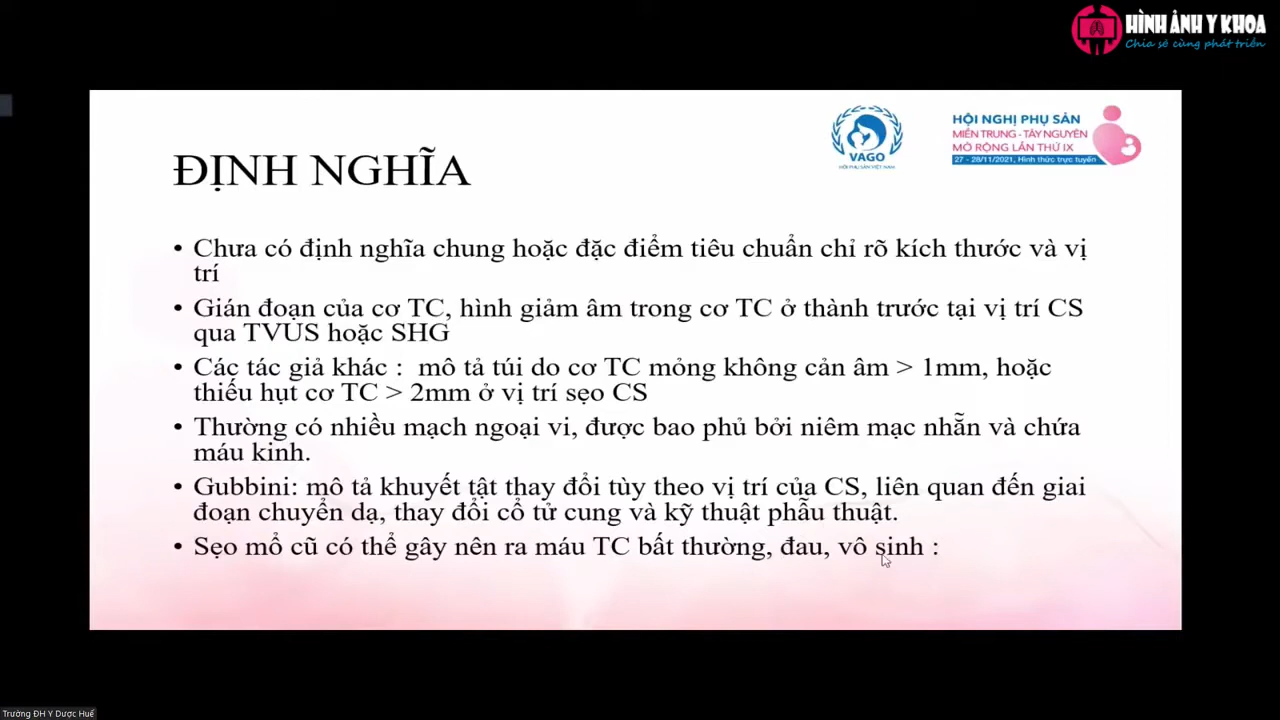 HÌNH ẢNH Y KHOA
Chia sẻ cùng phát triển
VAGO
HỘI PHỤ SẢN VIỆT NAM
HỘI NGHỊ PHỤ SẢN
MIỀN TRUNG - TÂY NGUYÊN
MỞ RỘNG LẦN THỨ IX
27 - 28/11/2021, Hình thức trực tuyến
ĐỊNH NGHĨA
• Chưa có định nghĩa chung hoặc đặc điểm tiêu chuẩn chỉ rõ kích thước và vị
trí
• Gián đoạn của cơ TC, hình giảm âm trong cơ TC ở thành trước tại vị trí CS
qua TVUS hoặc SHG
• Các tác giả khác : mô tả túi do cơ TC mỏng không cản âm > 1mm, hoặc
thiếu hụt cơ TC > 2mm ở vị trí sẹo CS
• Thường có nhiều mạch ngoại vi, được bao phủ bởi niêm mạc nhẵn và chứa
máu kinh.
• Gubbini: mô tả khuyết tật thay đổi tùy theo vị trí của CS, liên quan đến giai
đoạn chuyển dạ, thay đổi cổ tử cung và kỹ thuật phẫu thuật.
• Sẹo mổ cũ có thể gây nên ra máu TC bất thường, đau, vô sinh :
Trường ĐH Y Dược Huế